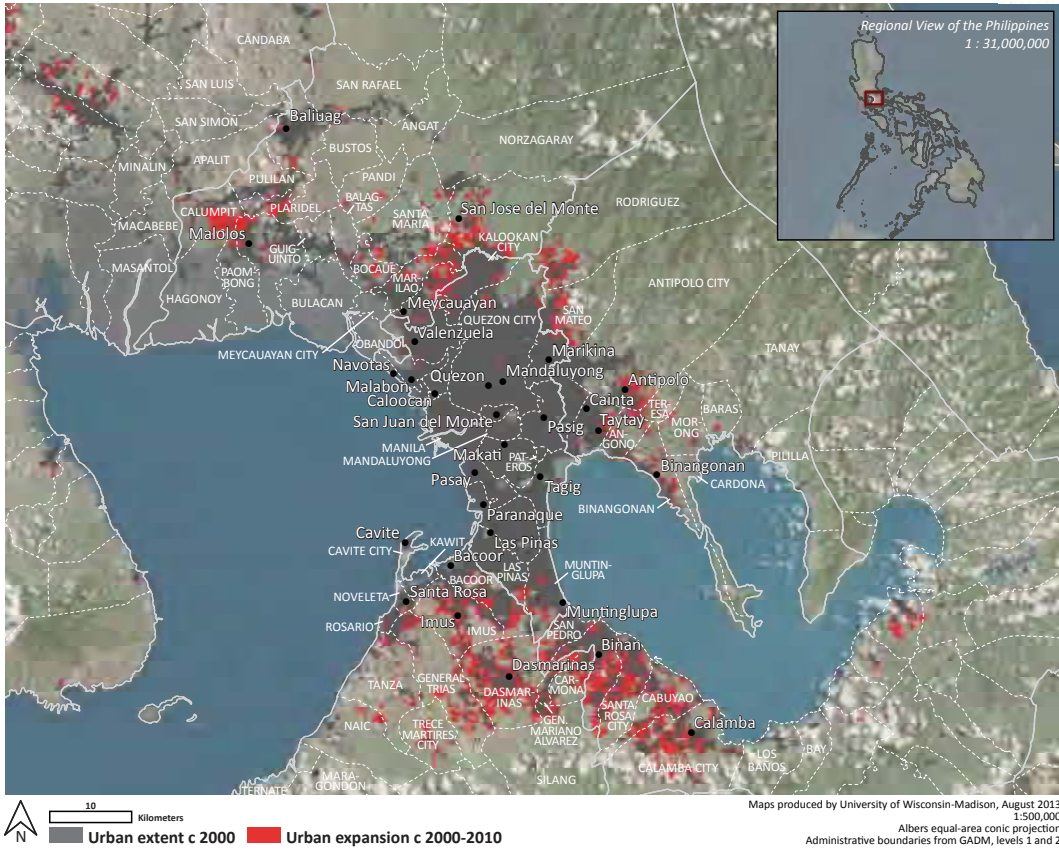 Regional View of the Philippines
1 : 31,000,000
CANDABA
SAN LUIS
SAN RAFAEL
SAN SIMON
Baliuag
ANGAT
NORZAGARAY
BUSTOS
APALIT
MINALIN
PULILAN
PANDI
BALAG-
TAS
CALUMPIT
PLARIDEL
SANTA
MARIA
San Jose del Monte
RODRIGUEZ
MACABEBE
Malolos
GUIG-
UINTO
KALOOKAN
CITY
MASANTOL
PAOM-
BONG
BOCAUE
MAR-
ILAO
ANTIPOLO CITY
HAGONOY
BULACAN
Meycauayan
QUEZON CITY
SAN
MATEO
Valenzuela
OBANDO
MEYCAUAYAN CITY
TANAY
Marikina
Navotas
Quezon
Mandaluyong
Malabon
Antipolo
Caloocan
Cainta
TER-
ESA
BARAS
San Juan del Monte
Pasig
Taytay
MOR-
ONG
AN-
GONO
MANILA
MANDALUYONG
Makati
PAT-
EROS
PILILLA
Binangonan
Pasay
Tagig
CARDONA
BINANGONAN
Paranaque
Cavite
Las Pinas
KAWIT
CAVITE CITY
Bacoor
LAS
PINAS
MUNTIN-
GLUPA
BACOOR
Santa Rosa
NOVELETA
Muntinglupa
ROSARIO
Imus
IMUS
SAN
PEDRO
Binan
Dasmarinas
TANZA
GENERAL
TRIAS
CAR-
MONA
DASMAR-
INAS
CABUYAO
SANTA
ROSA
CITY
NAIC
TRECE
MARTIRES
CITY
GEN.
MARIANO
ALVAREZ
Calamba
BAY
LOS
BAÑOS
CALAMBA CITY
MARA-
GONDON
SILANG
TERNATE
10
Kilometers
N
Urban extent c 2000
Urban expansion c 2000-2010
Maps produced by University of Wisconsin-Madison, August 2013
1:500,000
Albers equal-area conic projection
Administrative boundaries from GADM, levels 1 and 2